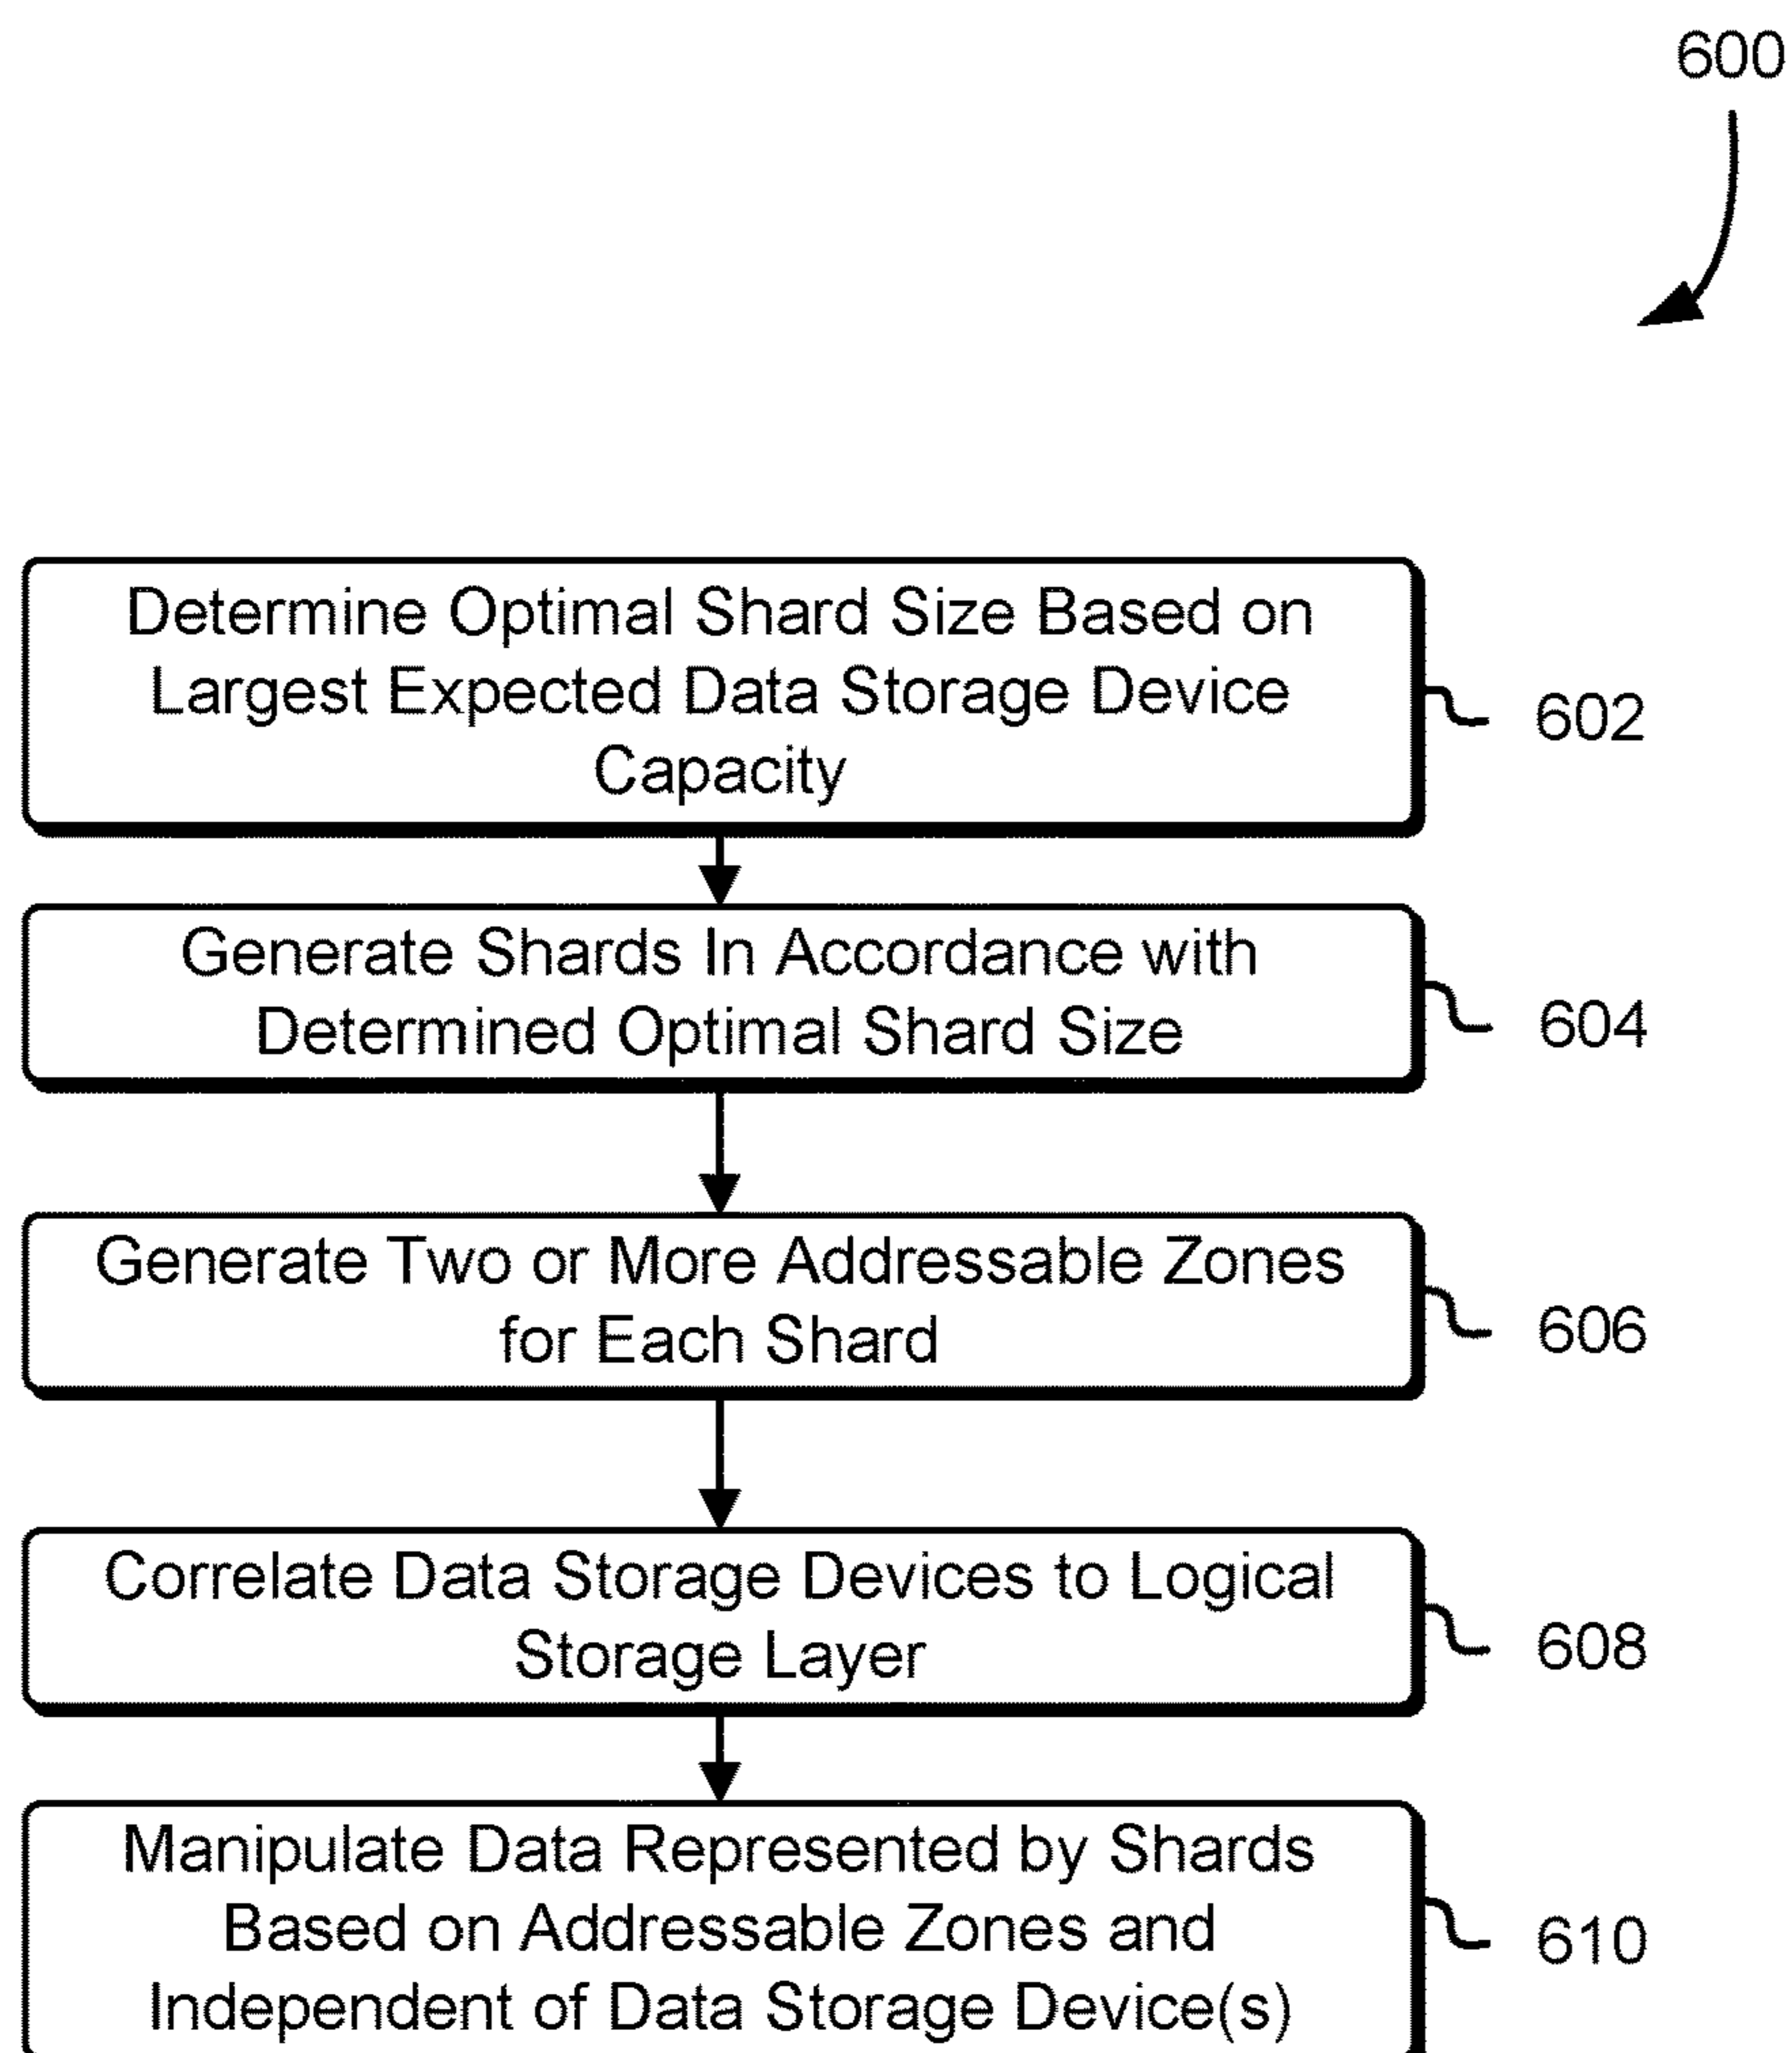 600
Determine Optimal Shard Size Based on
Largest Expected Data Storage Device
Capacity
602
Generate Shards In Accordance with
Determined Optimal Shard Size
604
Generate Two or More Addressable Zones
for Each Shard
606
Correlate Data Storage Devices to Logical
Storage Layer
608
Manipulate Data Represented by Shards
Based on Addressable Zones and
Independent of Data Storage Device(s)
610